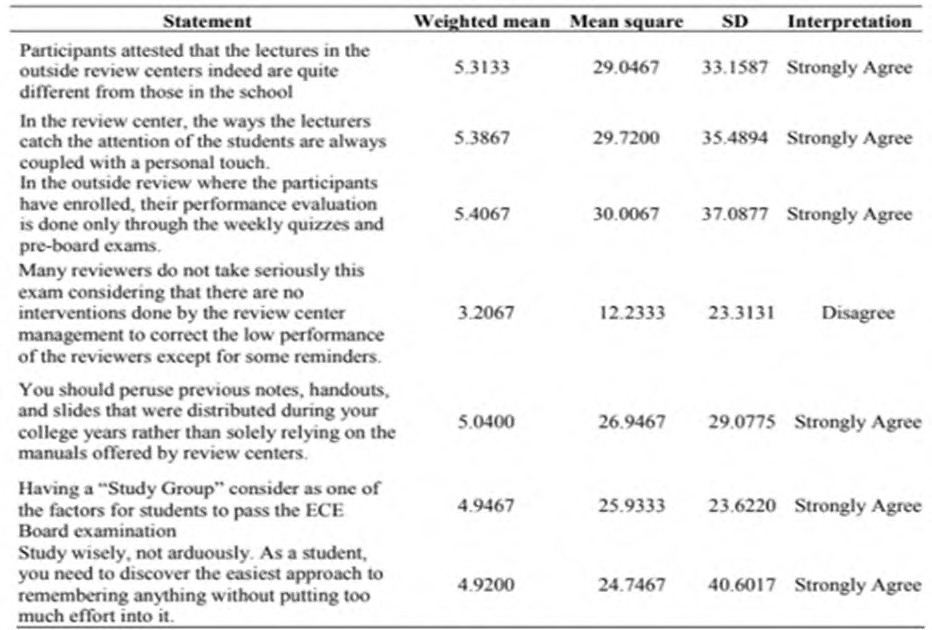 Statement Weighted mean Mean square SD Interpretation
Participants attested that the lectures in the
outside review centers indeed are quite 5.3133 29.0467 33.1587 Strongly Agree
different from those in the school
In the review center, the ways the lecturers
catch the attention of the students are always 5.3867 29.7200 35.4894 Strongly Agree
coupled with a personal touch.
In the outside review where the participants
have enrolled, their performance evaluation 5.4067 30.0067 37.0877 Strongly Agree
is done only through the weekly quizzes and
pre-board exams.
Many reviewers do not take seriously this
exam considering that there are no
interventions done by the review center 3.2067 12.2333 23.3131 Disagree
management to correct the low performance
of the reviewers except for some reminders.
You should peruse previous notes, handouts,
and slides that were distributed during your 5.0400 26.9467 29.0775 Strongly Agree
college years rather than solely relying on the
manuals offered by review centers.
Having a “Study Group” consider as one of
the factors for students to pass the ECE 4.9467 25.9333 23.6220 Strongly Agree
Board examination
Study wisely, not arduously. As a student,
you need to discover the easiest approach to 4.9200 24.7467 40.6017 Strongly Agree
remembering anything without putting too
much effort into it.